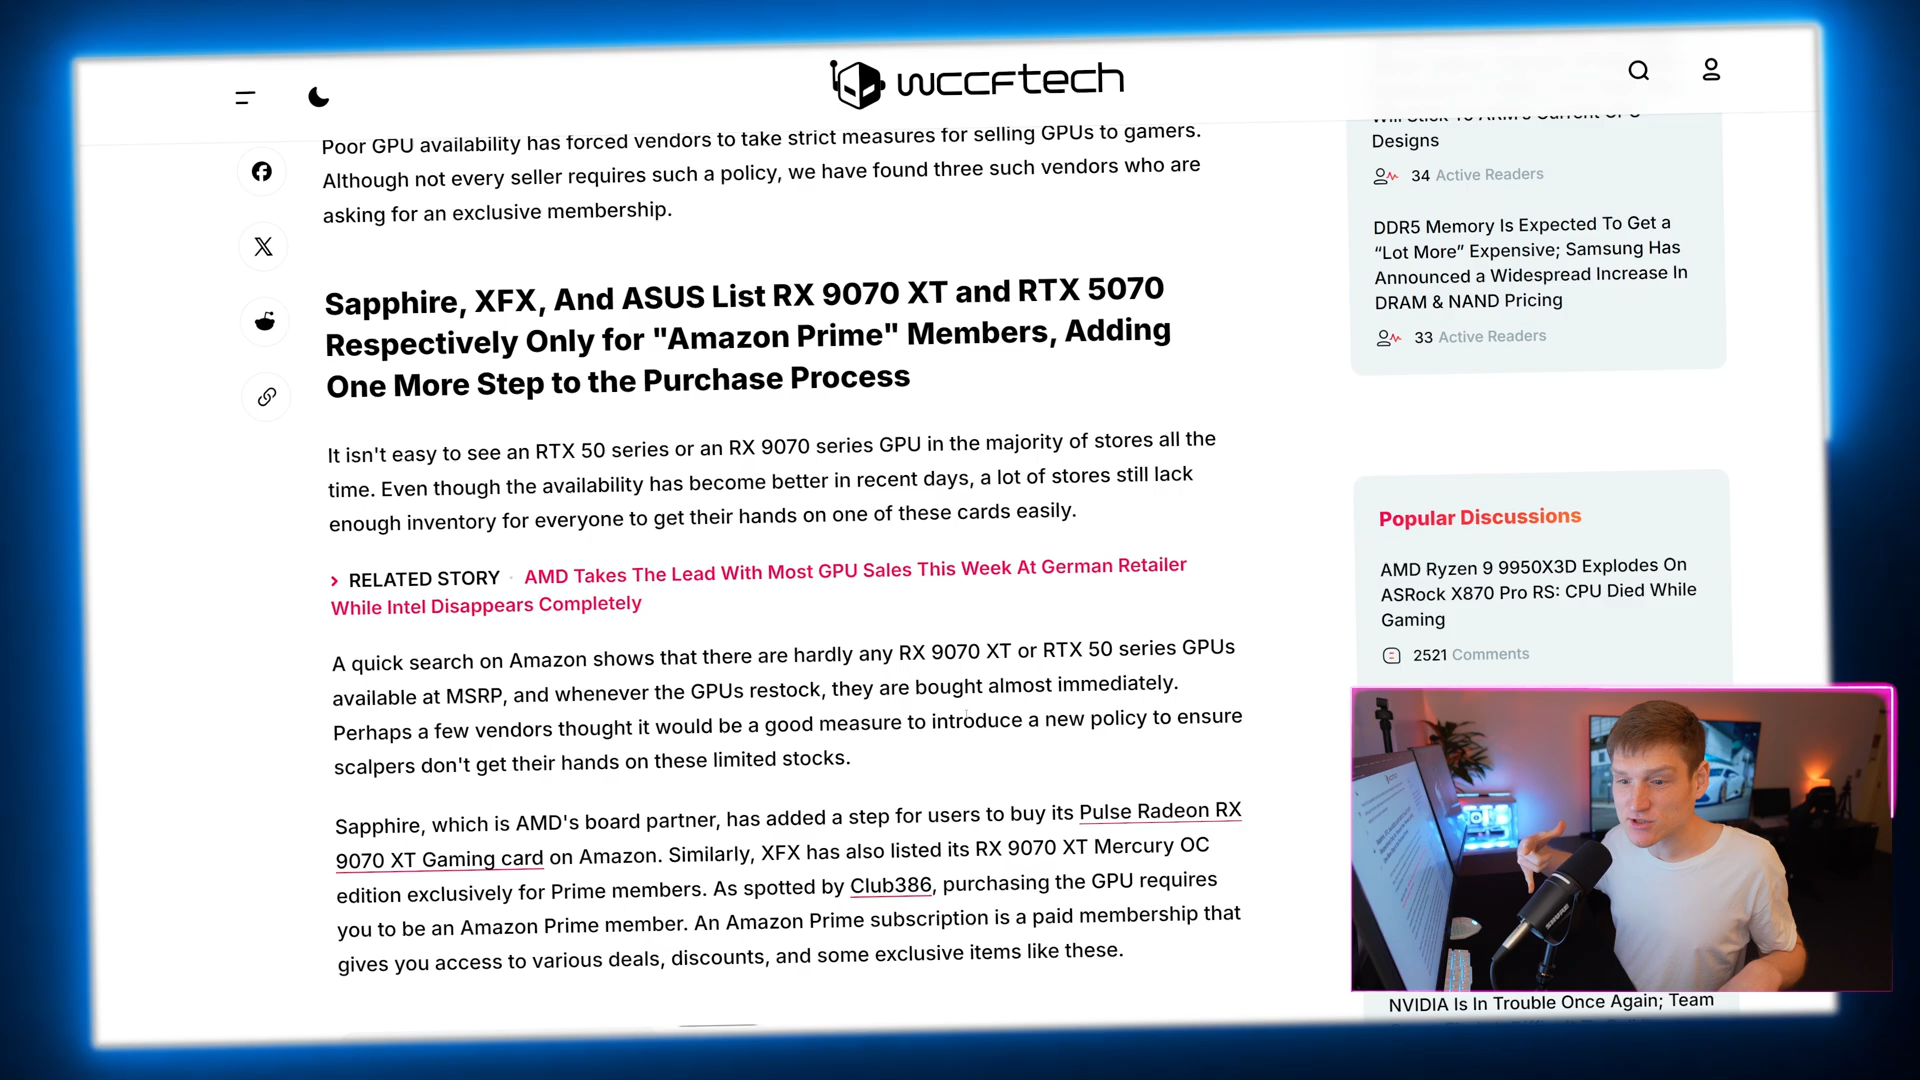 wccftech
Poor GPU availability has forced vendors to take strict measures for selling GPUs to gamers.
Although not every seller requires such a policy, we have found three such vendors who are
asking for an exclusive membership.
Sapphire, XFX, And ASUS List RX 9070 XT and RTX 5070
Respectively Only for "Amazon Prime" Members, Adding
One More Step to the Purchase Process
It isn't easy to see an RTX 50 series or an RX 9070 series GPU in the majority of stores all the
time. Even though the availability has become better in recent days, a lot of stores still lack
enough inventory for everyone to get their hands on one of these cards easily.
RELATED STORY · AMD Takes The Lead With Most GPU Sales This Week At German Retailer
While Intel Disappears Completely
A quick search on Amazon shows that there are hardly any RX 9070 XT or RTX 50 series GPUs
available at MSRP, and whenever the GPUs restock, they are bought almost immediately.
Perhaps a few vendors thought it would be a good measure to introduce a new policy to ensure
scalpers don't get their hands on these limited stocks.
Sapphire, which is AMD's board partner, has added a step for users to buy its Pulse Radeon RX
9070 XT Gaming card on Amazon. Similarly, XFX has also listed its RX 9070 XT Mercury OC
edition exclusively for Prime members. As spotted by Club386, purchasing the GPU requires
you to be an Amazon Prime member. An Amazon Prime subscription is a paid membership that
gives you access to various deals, discounts, and some exclusive items like these.
Will Stick To ARM's Current GPU
Designs
34 Active Readers
DDR5 Memory Is Expected To Get a
“Lot More” Expensive; Samsung Has
Announced a Widespread Increase In
DRAM & NAND Pricing
33 Active Readers
Popular Discussions
AMD Ryzen 9 9950X3D Explodes On
ASRock X870 Pro RS: CPU Died While
Gaming
2521 Comments
NVIDIA Is In Trouble Once Again; Team